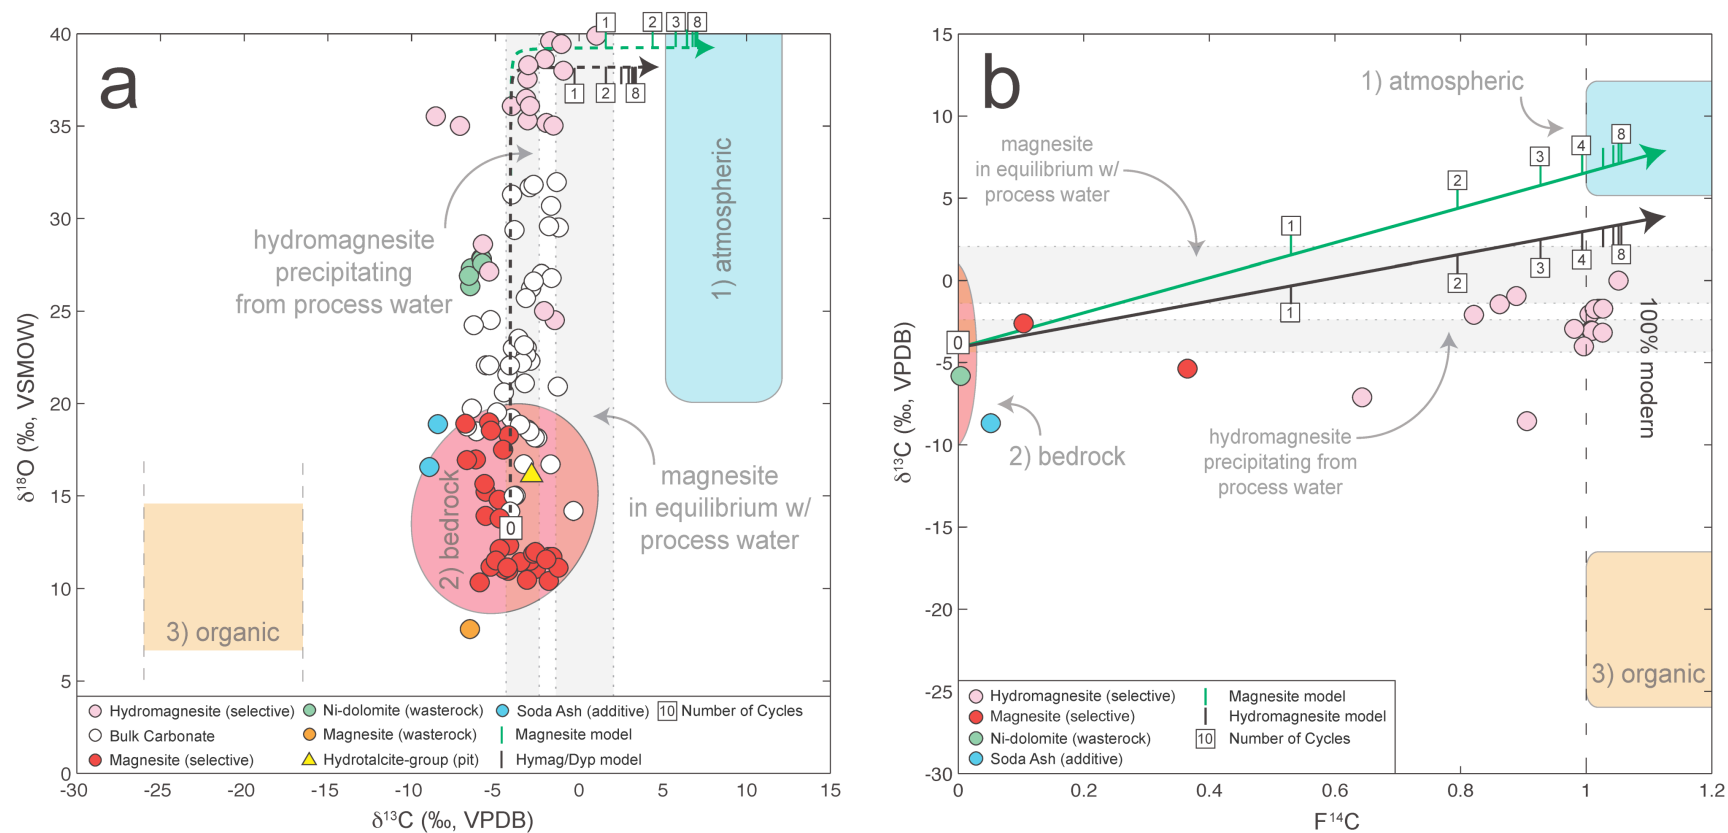 a
40
35
30
25
20
15
10
5
0
-30
-25
-20
-15
-10
-5
0
5
10
15
δ¹⁸O (‰, VSMOW)
δ¹³C (‰, VPDB)
1
2
3
8
1
2
8
0
hydromagnesite
precipitating
from process water
1) atmospheric
2) bedrock
magnesite
in equilibrium w/
process water
3) organic
Hydromagnesite (selective)
Ni-dolomite (wasterock)
Soda Ash (additive)
10 Number of Cycles
Bulk Carbonate
Magnesite (wasterock)
Magnesite model
Magnesite (selective)
Hydrotalcite-group (pit)
Hymag/Dyp model
b
15
10
5
0
-5
-10
-15
-20
-25
-30
0
0.2
0.4
0.6
0.8
1
1.2
δ¹³C (‰, VPDB)
F¹⁴C
1) atmospheric
magnesite
in equilibrium w/
process water
1
2
3
4
8
1
2
3
4
8
0
100% modern
2) bedrock
hydromagnesite
precipitating from
process water
3) organic
Hydromagnesite (selective)
Magnesite model
Magnesite (selective)
Hydromagnesite model
Ni-dolomite (wasterock)
10 Number of Cycles
Soda Ash (additive)